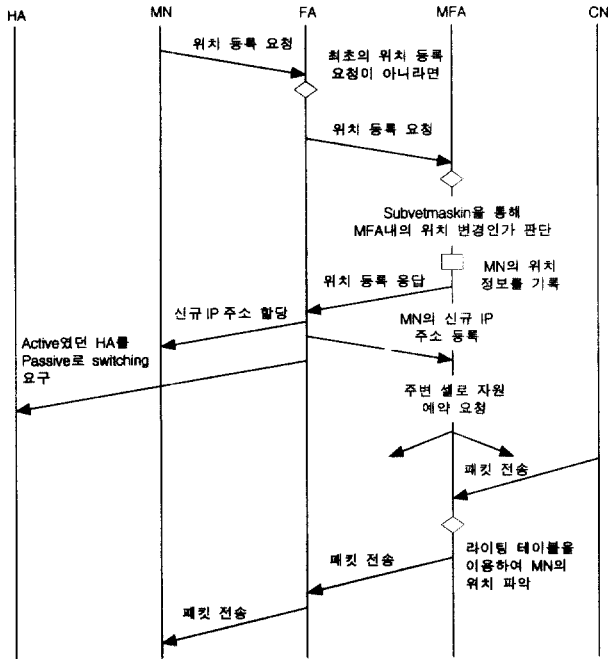 HA MN FA MFA CN
위치 등록 요청
최초의 위치 등록
요청이 아니라면
위치 등록 요청
Subvetmaskin을 통해
MFA내의 위치 변경인가 판단
MN의 위치
정보를 기록
위치 등록 응답
신규 IP 주소 할당
MN의 신규 IP
주소 등록
Active였던 HA를
Passive로 switching
요구
주변 셀로 자원
예약 요청
패킷 전송
라이팅 테이블을
이용하여 MN의
위치 파악
패킷 전송
패킷 전송